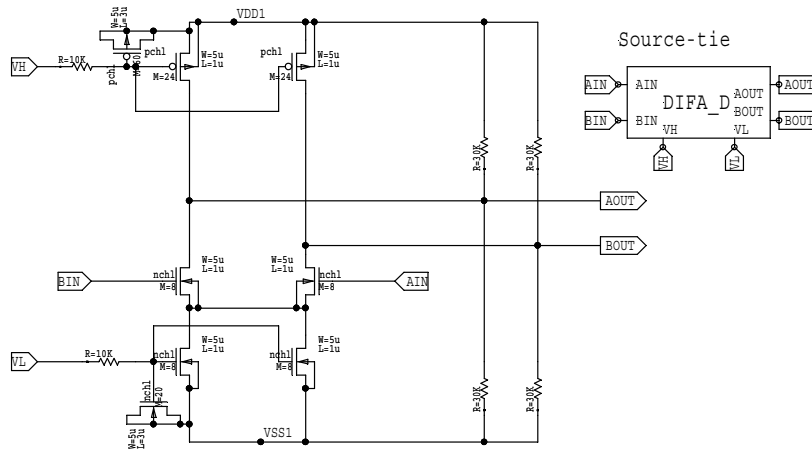 VDD1
Source-tie
W=5u
L=3u
pch1
M=60
pch1
W=5u
L=1u
M=24
pch1
W=5u
L=1u
M=24
VH
R=10K
AIN
BIN
AIN
BIN
DIFA_D
AOUT
BOUT
VH
VL
AOUT
BOUT
VH
VL
R=30K
R=30K
AOUT
BOUT
BIN
nch1
M=8
W=5u
L=1u
W=5u
L=1u
nch1
M=8
AIN
VL
R=10K
nch1
M=8
W=5u
L=1u
nch1
M=8
W=5u
L=1u
nch1
M=20
W=5u
L=3u
R=30K
R=30K
VSS1